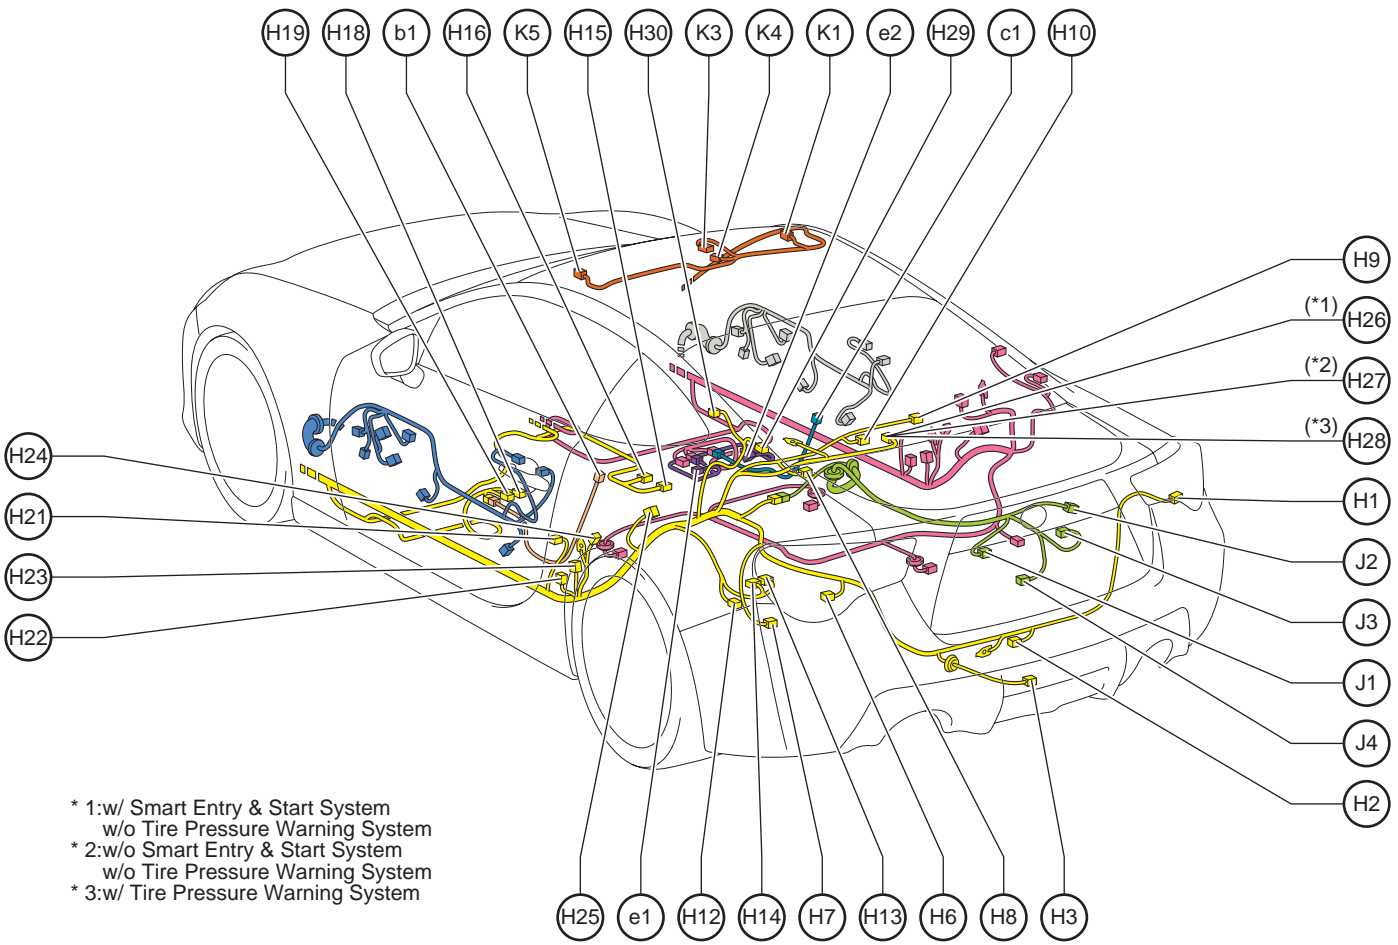 H19 H18 b1 H16 K5 H15 H30 K3 K4 K1 e2 H29 c1 H10
H9
(*1) H26
(*2) H27
(*3) H28
H24
H1
H21
J2
H23
J3
H22
J1
J4
H2
* 1:w/ Smart Entry & Start System
w/o Tire Pressure Warning System
* 2:w/o Smart Entry & Start System
w/o Tire Pressure Warning System
* 3:w/ Tire Pressure Warning System
H25 e1 H12 H14 H7 H13 H6 H8 H3